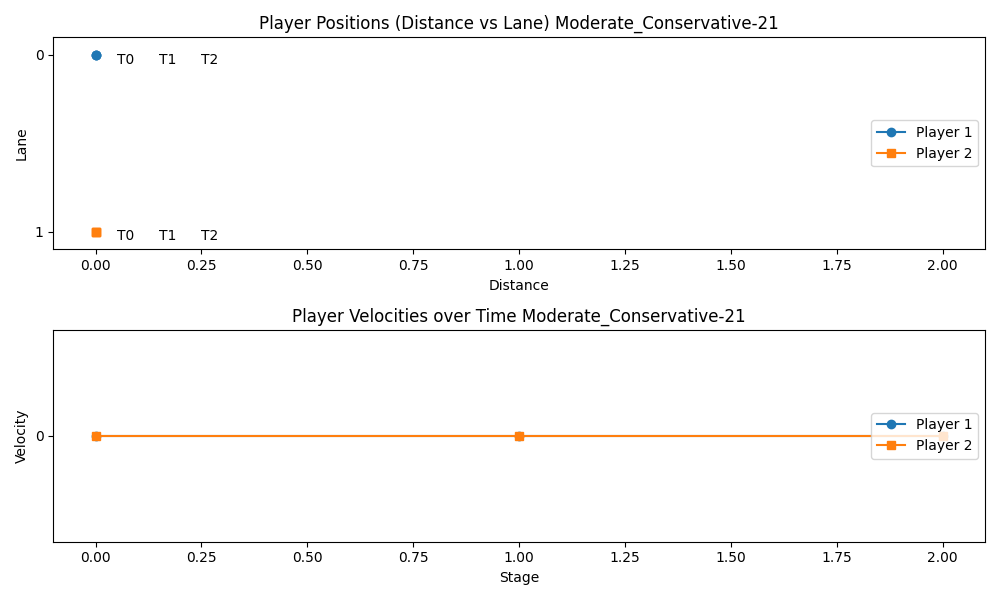 Player Positions (Distance vs Lane) Moderate_Conservative-21
Lane
0
T0 T1 T2
Player 1
Player 2
1
T0 T1 T2
0.00 0.25 0.50 0.75 1.00 1.25 1.50 1.75 2.00
Distance
Player Velocities over Time Moderate_Conservative-21
Velocity
0
Player 1
Player 2
0.00 0.25 0.50 0.75 1.00 1.25 1.50 1.75 2.00
Stage